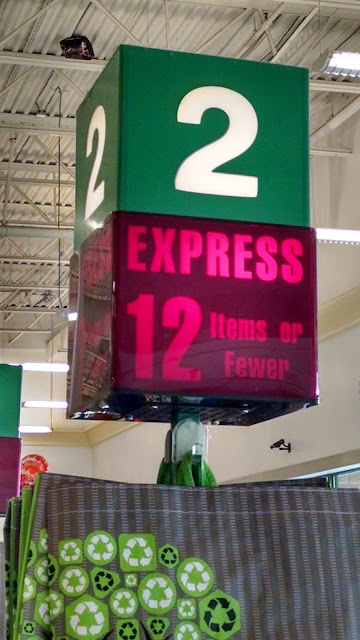 2
2
EXPRESS
12 Items or
Fewer